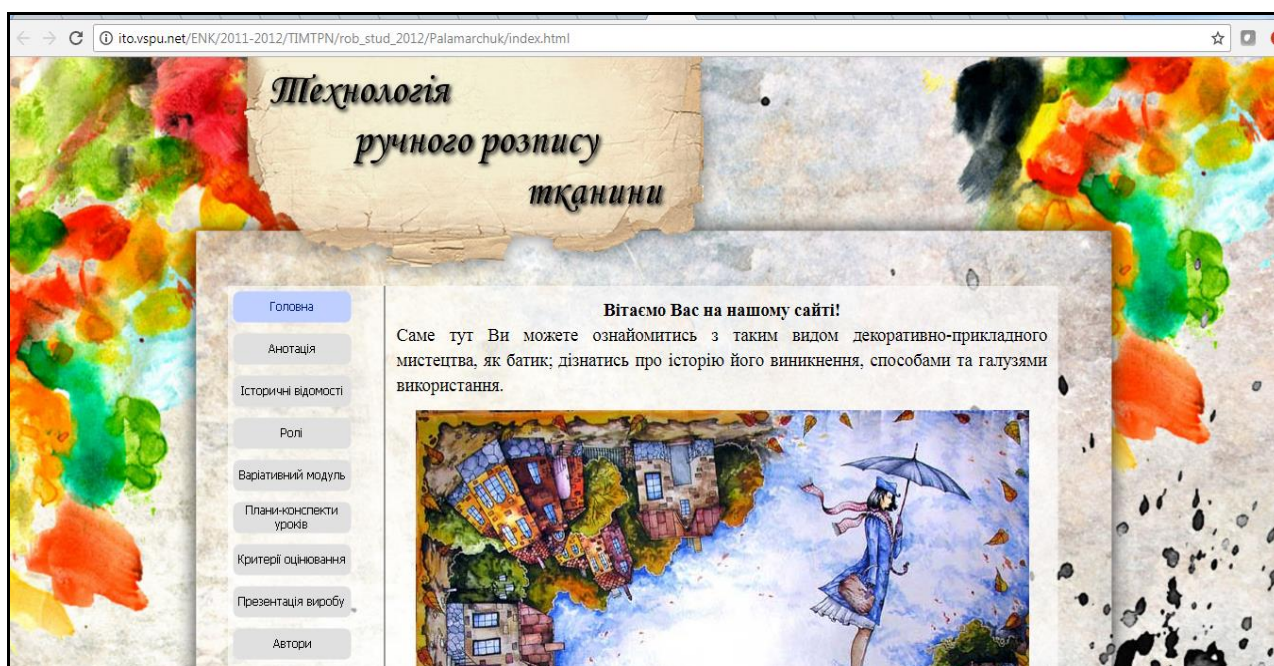 ito.vspu.net/ENK/2011-2012/TIMTPN/rob_stud_2012/Palamarchuk/index.html
Технологія
ручного розпису
тканини
Головна
Анотація
Історичні відомості
Ролі
Варіативний модуль
Плани-конспекти
уроків
Критерії оцінювання
Презентація виробу
Автори
Вітаємо Вас на нашому сайті!
Саме тут Ви можете ознайомитись з таким видом декоративно-прикладного
мистецтва, як батик; дізнатись про історію його виникнення, способами та галузями
використання.